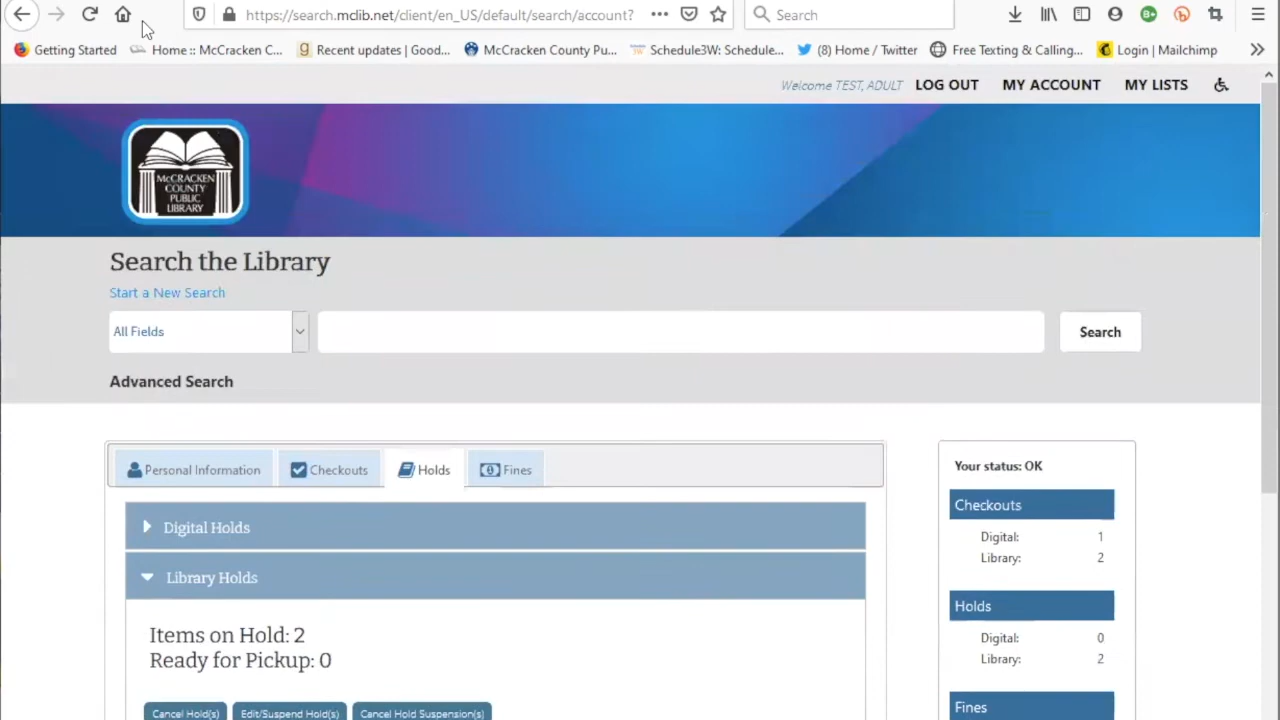 https://search.mclib.net/client/en_US/default/search/account?
Search
Getting Started
Home :: McCracken C...
Recent updates | Good...
McCracken County Pu...
Schedule3W: Schedule...
(8) Home / Twitter
Free Texting & Calling...
Login | Mailchimp
Welcome TEST, ADULT LOG OUT MY ACCOUNT MY LISTS
McCRACKEN
COUNTY
PUBLIC
LIBRARY
Search the Library
Start a New Search
All Fields
Search
Advanced Search
Personal Information
Checkouts
Holds
Fines
Digital Holds
Library Holds
Items on Hold: 2
Ready for Pickup: 0
Cancel Hold(s)
Edit/Suspend Hold(s)
Cancel Hold Suspension(s)
Your status: OK
Checkouts
Digital: 1
Library: 2
Holds
Digital: 0
Library: 2
Fines